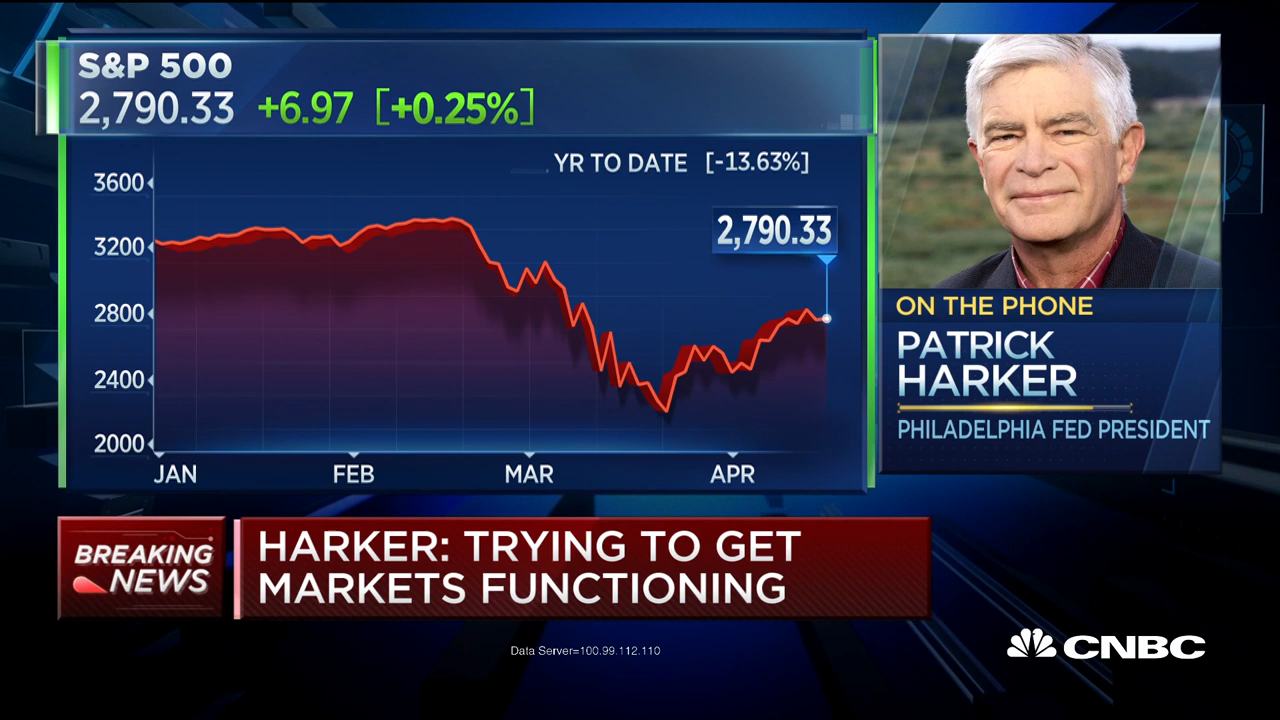 S&P 500
2,790.33 +6.97 [+0.25%]
YR TO DATE [-13.63%]
3600
3200
2800
2400
2000
2,790.33
JAN FEB MAR APR
ON THE PHONE
PATRICK
HARKER
PHILADELPHIA FED PRESIDENT
BREAKING
NEWS
HARKER: TRYING TO GET
MARKETS FUNCTIONING
Data Server=100.99.112.110
CNBC